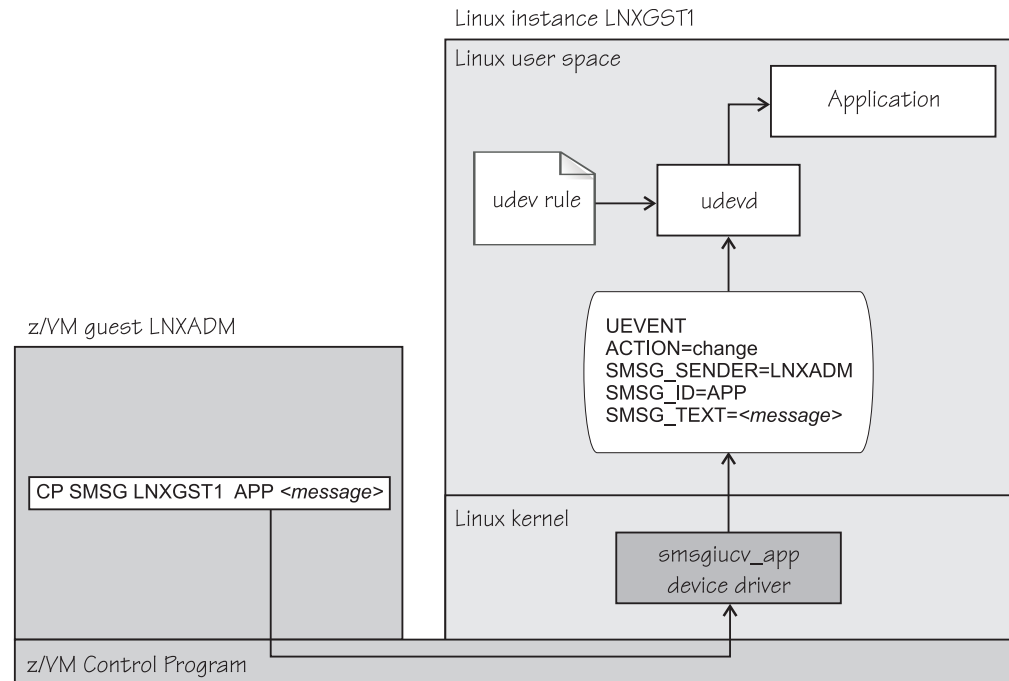 Linux instance LNXGST1
Linux user space
Application
udev rule
udevd
UEVENT
ACTION=change
SMSG_SENDER=LNXADM
SMSG_ID=APP
SMSG_TEXT=<message>
z/VM guest LNXADM
CP SMSG LNXGST1 APP <message>
Linux kernel
smsgiucv_app
device driver
z/VM Control Program